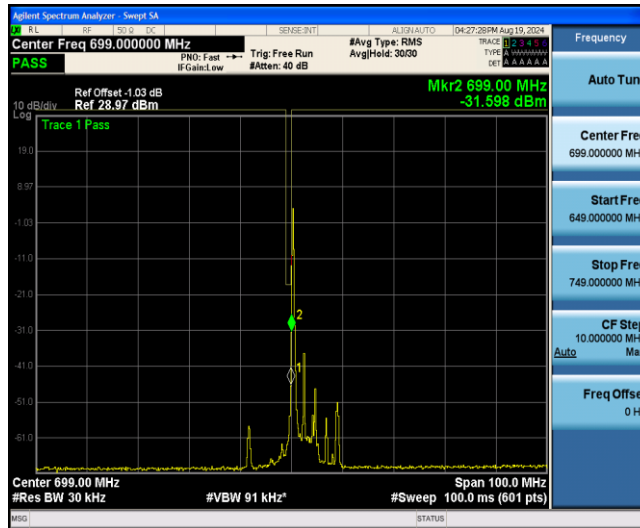 Agilent Spectrum Analyzer - Swept SA
RL RF 50 Ω DC SENSE:INT ALIGN AUTO 04:27:28PM Aug 19, 2024
Center Freq 699.000000 MHz
PASS
PNO: Fast
IFGain:Low
Trig: Free Run
#Atten: 40 dB
#Avg Type: RMS
Avg|Hold: 30/30
TRACE 1 2 3 4 5 6
TYPE A
DET A A A A A A
Mkr2 699.00 MHz
-31.598 dBm
Ref Offset -1.03 dB
Ref 28.97 dBm
10 dB/div
Log
Trace 1 Pass
19.0
8.97
-1.03
-11.0
-21.0
-31.0
-41.0
-51.0
-61.0
2
1
Center 699.00 MHz
Span 100.0 MHz
#Res BW 30 kHz
#VBW 91 kHz*
#Sweep 100.0 ms (601 pts)
MSG
STATUS
Frequency
Auto Tun
Center Fre
699.000000 MH
Start Fre
649.000000 MH
Stop Fre
749.000000 MH
CF Step
10.000000 MH
Auto Ma
Freq Offse
0 H